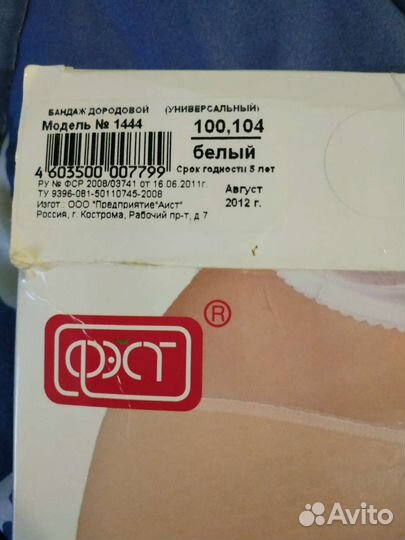 БАНДАЖ ДОРОДОВОЙ (УНИВЕРСАЛЬНЫЙ)
Модель № 1444
100,104
белый
4 603500 007799
Срок годности 5 лет
РУ № ФСР 2008/03741 от 16.06.2011г.
ТУ 9396-081-50110745-2008
Изгот.: ООО "Предприятие"Аист"
Россия, г. Кострома, Рабочий пр-т, д 7
Август
2012 г.
ФЭСТ
®
Avito